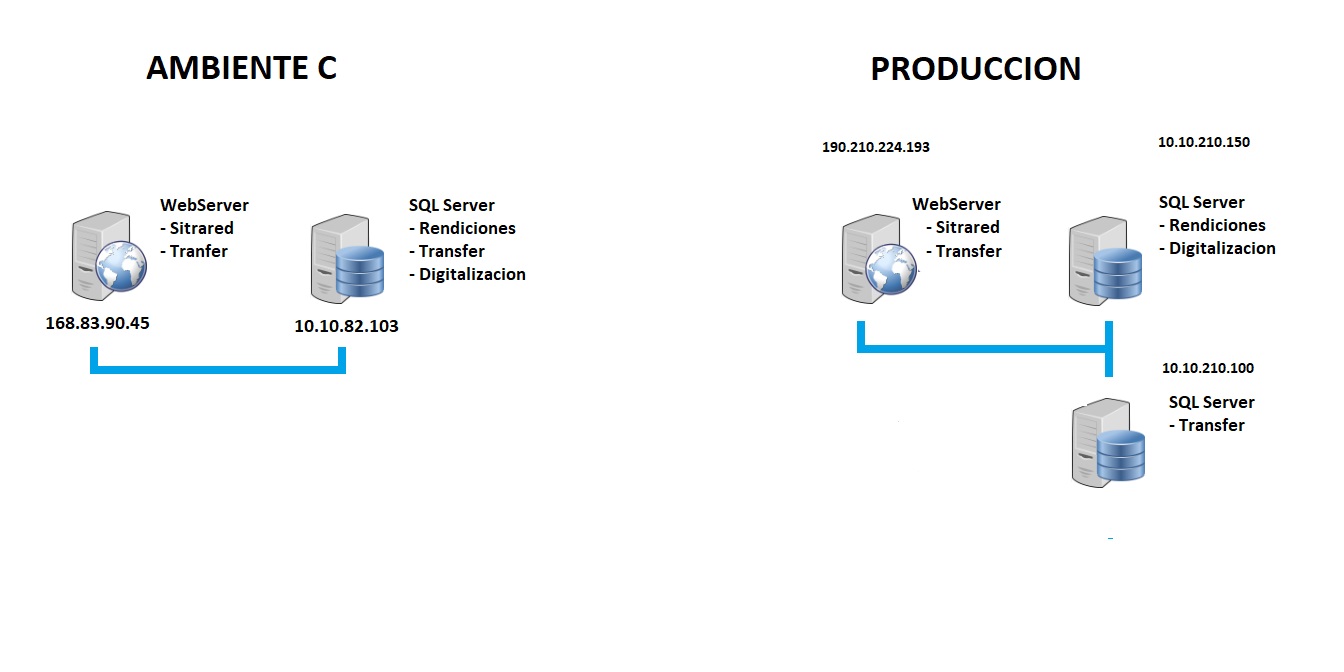 AMBIENTE C
WebServer
- Sitrared
- Tranfer
168.83.90.45
SQL Server
- Rendiciones
- Transfer
- Digitalizacion
10.10.82.103
PRODUCCION
190.210.224.193
WebServer
- Sitrared
- Transfer
10.10.210.150
SQL Server
- Rendiciones
- Digitalizacion
10.10.210.100
SQL Server
- Transfer